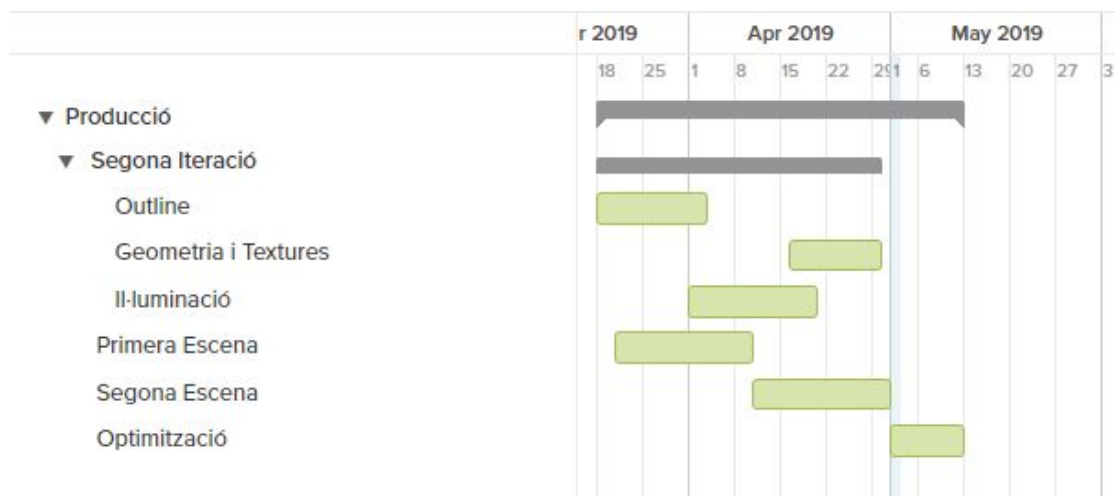 r 2019 Apr 2019 May 2019
18 25 1 8 15 22 29 1 6 13 20 27 3
▼ Producció
▼ Segona Iteració
Outline
Geometria i Textures
Il·luminació
Primera Escena
Segona Escena
Optimització